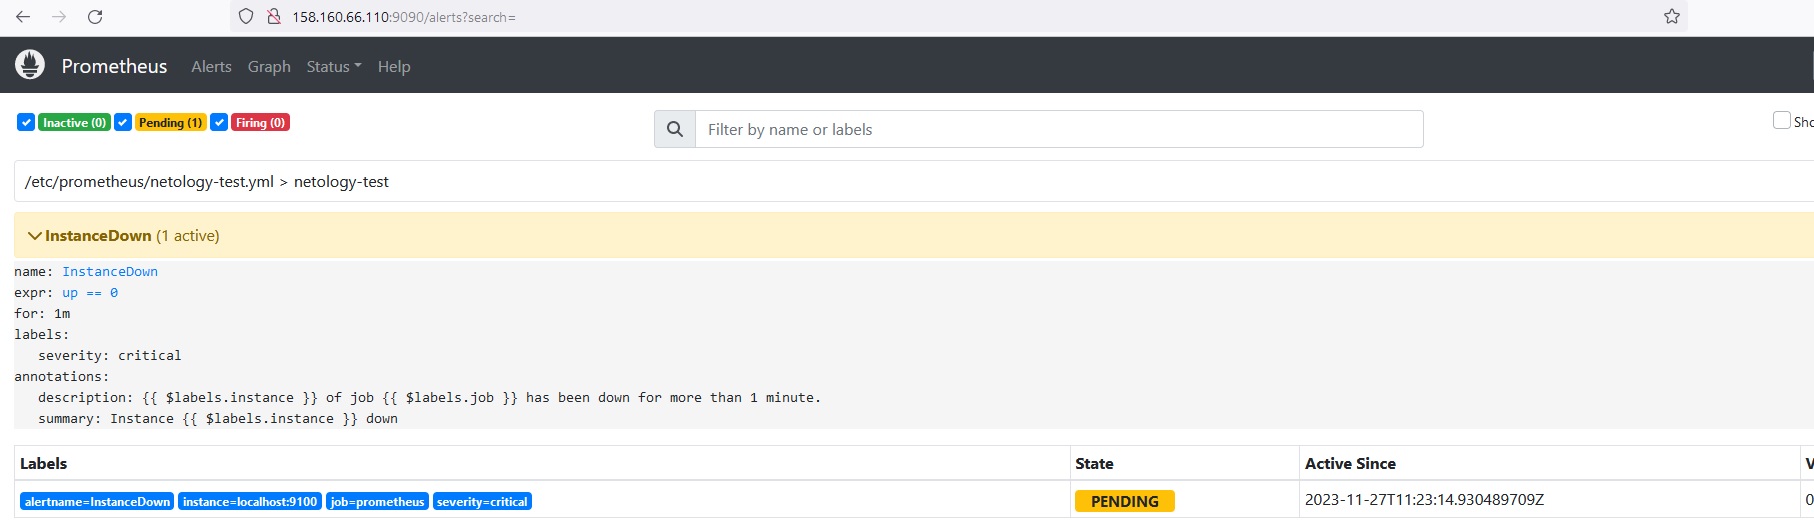 158.160.66.110:9090/alerts?search=
Prometheus Alerts Graph Status Help
Inactive (0) Pending (1) Firing (0)
Filter by name or labels
/etc/prometheus/netology-test.yml > netology-test
InstanceDown (1 active)
name: InstanceDown
expr: up == 0
for: 1m
labels:
severity: critical
annotations:
description: {{ $labels.instance }} of job {{ $labels.job }} has been down for more than 1 minute.
summary: Instance {{ $labels.instance }} down
Labels State Active Since
alertname=InstanceDown instance=localhost:9100 job=prometheus severity=critical PENDING 2023-11-27T11:23:14.930489709Z